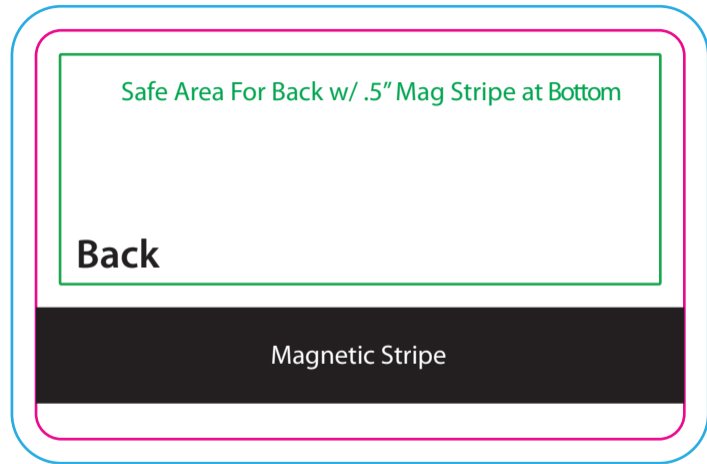 Safe Area For Back w/ .5” Mag Stripe at Bottom
Back
Magnetic Stripe